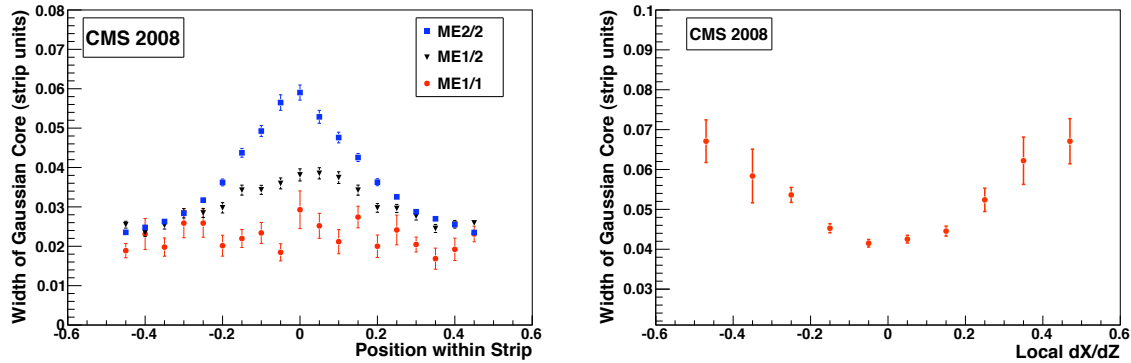 Width of Gaussian Core (strip units)
0.08
0.07
0.06
0.05
0.04
0.03
0.02
0.01
0
CMS 2008
ME2/2
ME1/2
ME1/1
-0.6 -0.4 -0.2 0 0.2 0.4 0.6
Position within Strip
Width of Gaussian Core (strip units)
0.1
0.09
0.08
0.07
0.06
0.05
0.04
0.03
0.02
CMS 2008
-0.6 -0.4 -0.2 0 0.2 0.4 0.6
Local dX/dZ